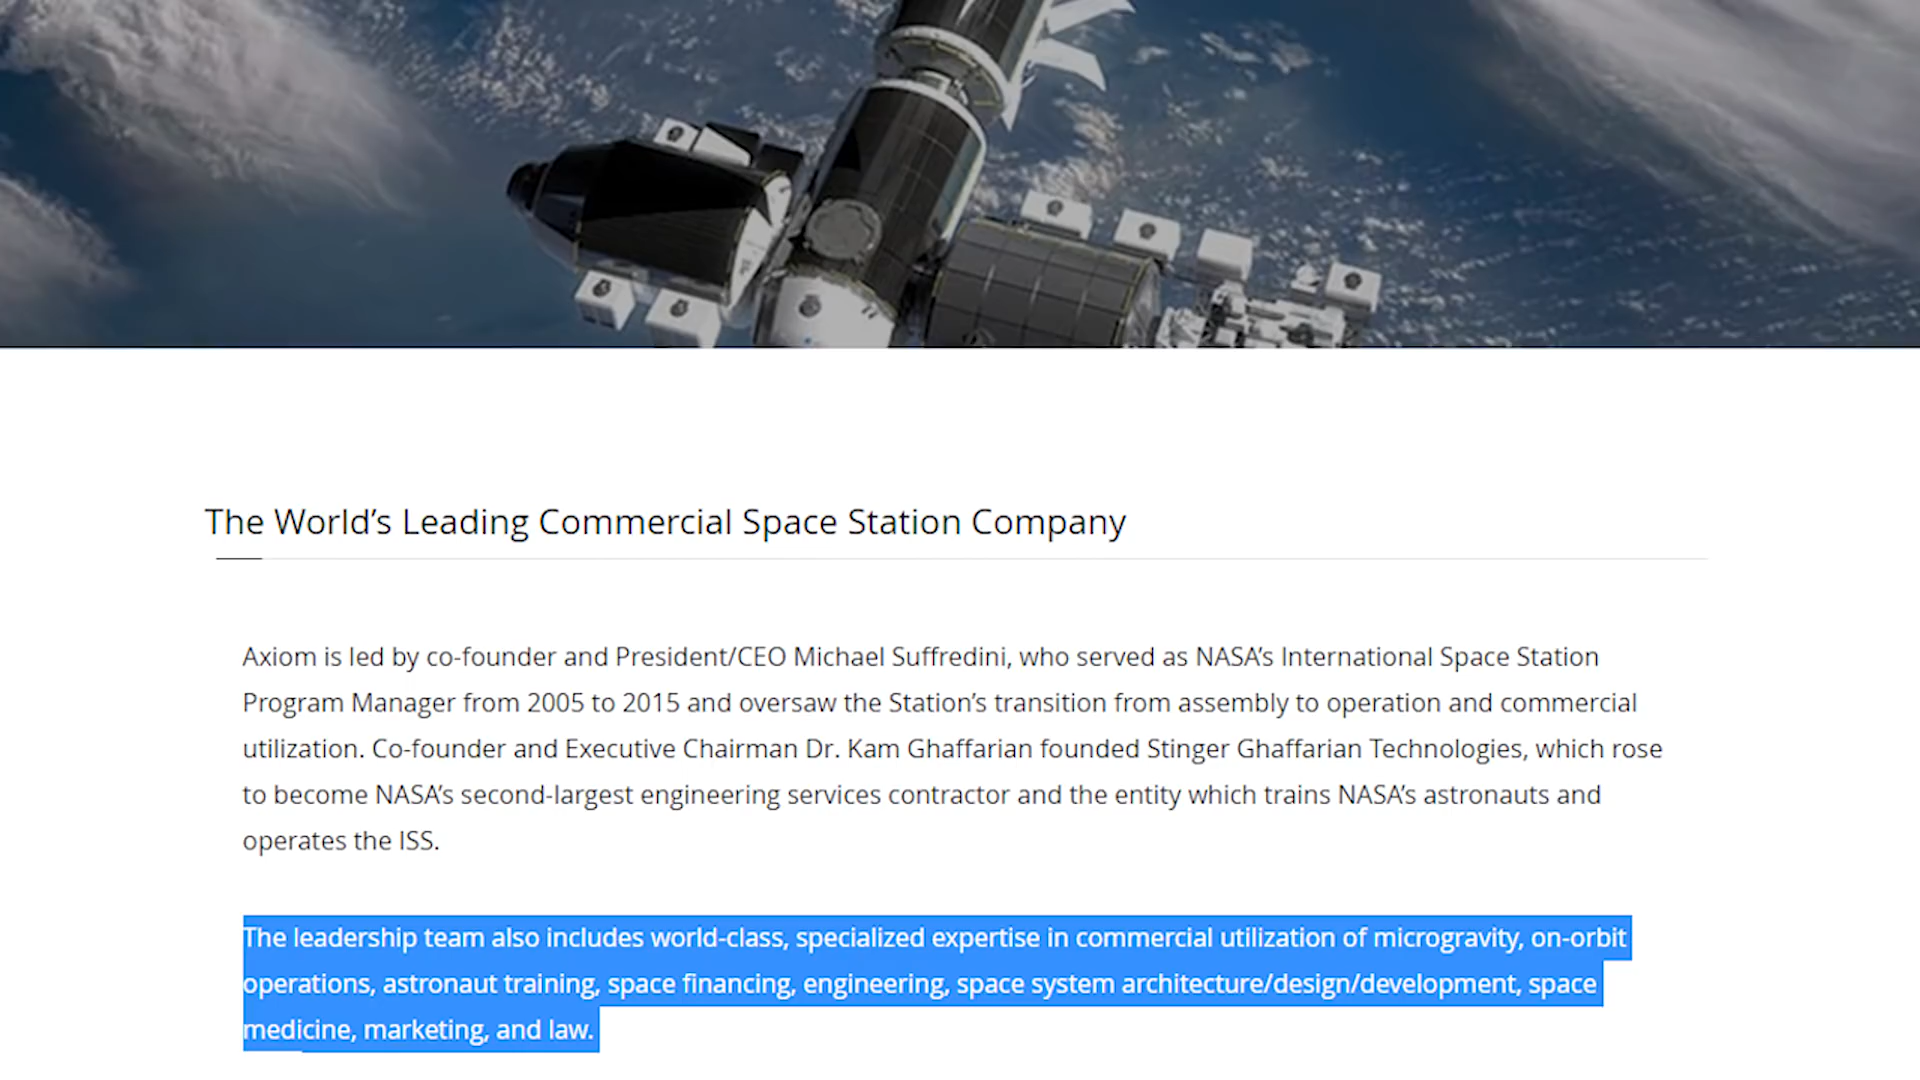 The World’s Leading Commercial Space Station Company
Axiom is led by co-founder and President/CEO Michael Suffredini, who served as NASA’s International Space Station
Program Manager from 2005 to 2015 and oversaw the Station’s transition from assembly to operation and commercial
utilization. Co-founder and Executive Chairman Dr. Kam Ghaffarian founded Stinger Ghaffarian Technologies, which rose
to become NASA’s second-largest engineering services contractor and the entity which trains NASA’s astronauts and
operates the ISS.
The leadership team also includes world-class, specialized expertise in commercial utilization of microgravity, on-orbit
operations, astronaut training, space financing, engineering, space system architecture/design/development, space
medicine, marketing, and law.